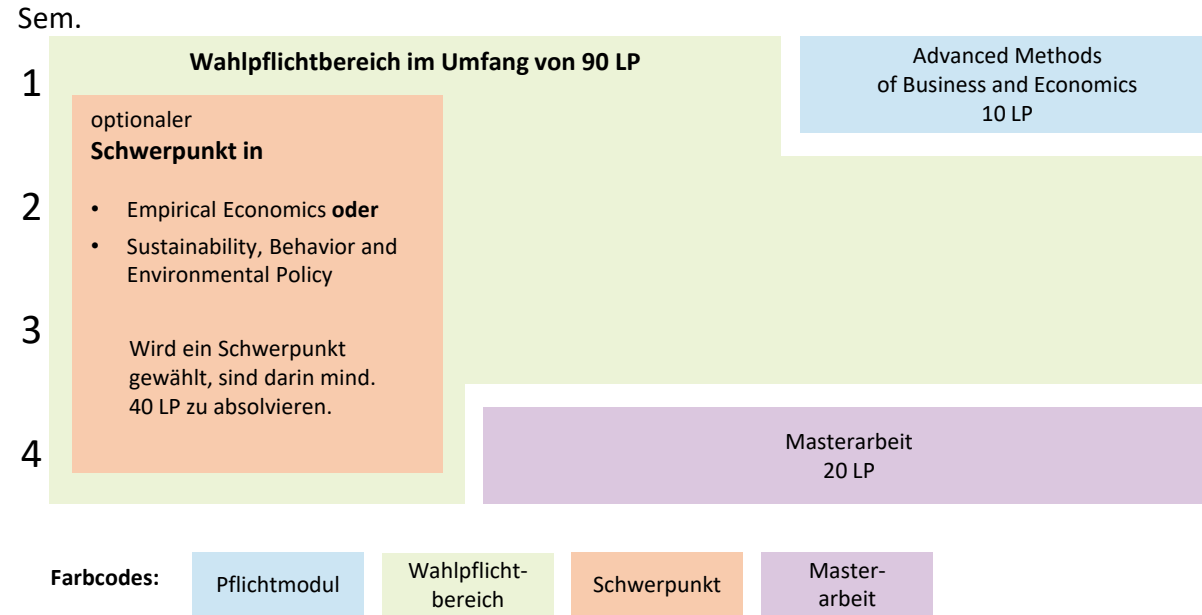 Sem.
Wahlpflichtbereich im Umfang von 90 LP
Advanced Methods
of Business and Economics
10 LP
1
optionaler
Schwerpunkt in
2
• Empirical Economics oder
• Sustainability, Behavior and
Environmental Policy
3
Wird ein Schwerpunkt
gewählt, sind darin mind.
40 LP zu absolvieren.
4
Masterarbeit
20 LP
Farbcodes:
Pflichtmodul
Wahlpflicht-
bereich
Schwerpunkt
Master-
arbeit